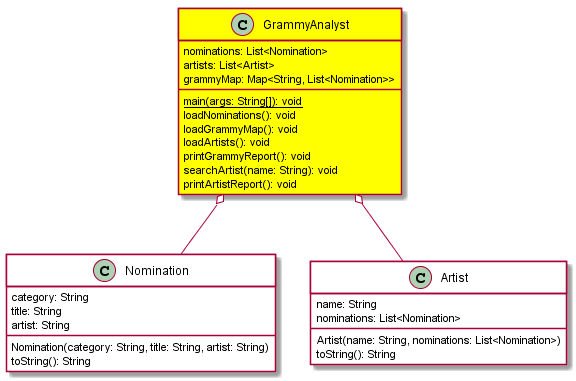 C GrammyAnalyst
nominations: List<Nomination>
artists: List<Artist>
grammyMap: Map<String, List<Nomination>>
main(args: String[]): void
loadNominations(): void
loadGrammyMap(): void
loadArtists(): void
printGrammyReport(): void
searchArtist(name: String): void
printArtistReport(): void
C Nomination
category: String
title: String
artist: String
Nomination(category: String, title: String, artist: String)
toString(): String
C Artist
name: String
nominations: List<Nomination>
Artist(name: String, nominations: List<Nomination>)
toString(): String